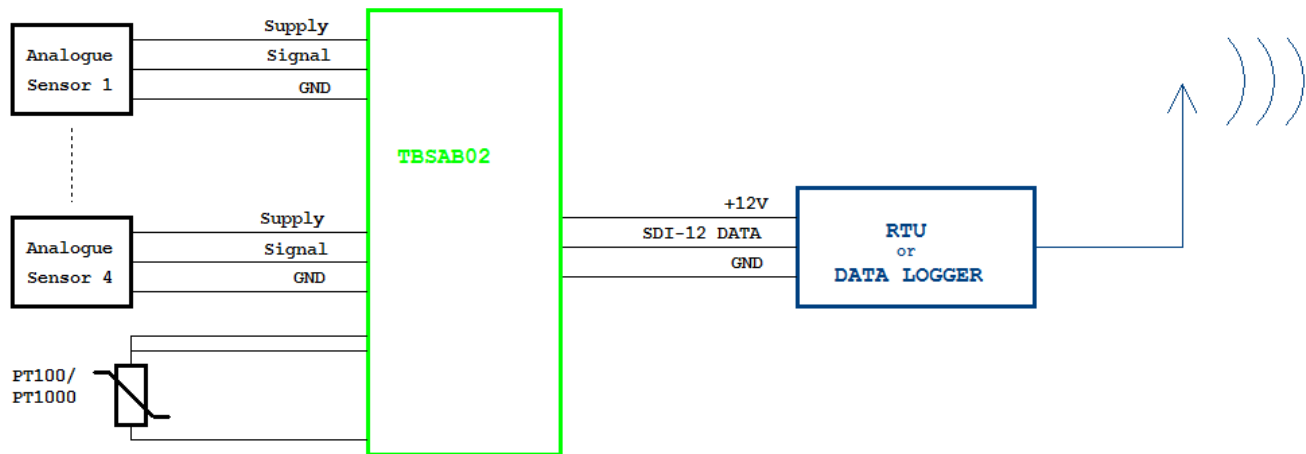 Supply
Analogue
Sensor 1
Signal
GND
TBSAB02
Supply
Analogue
Sensor 4
Signal
GND
PT100/
PT1000
+12V
SDI-12 DATA
GND
RTU
or
DATA LOGGER